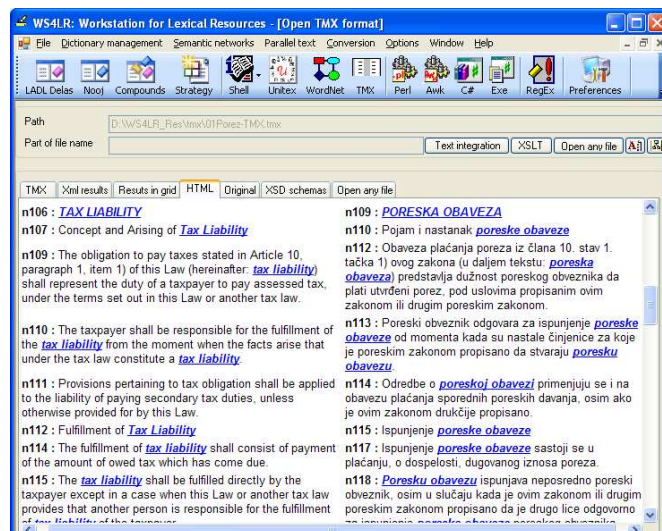 WS4LR: Workstation for Lexical Resources - [Open TMX format]
File Dictionary management Semantic networks Parallel text Conversion Options Window Help
LADL Delas Nooj Compounds Strategy Shell Unitex WordNet TMX Perl Awk C# Exe RegEx Preferences
Path D:\WS4LR_Res\tmx\01Porez-TMX.tmx
Part of file name Text integration XSLT Open any file
TMX Xml results Resuts in grid HTML Original XSD schemas Open any file
n106 : TAX LIABILITY
n107 : Concept and Arising of Tax Liability
n109 : The obligation to pay taxes stated in Article 10,
paragraph 1, item 1) of this Law (hereinafter: tax liability)
shall represent the duty of a taxpayer to pay assessed tax,
under the terms set out in this Law or another tax law.
n110 : The taxpayer shall be responsible for the fulfillment of
the tax liability from the moment when the facts arise that
under the tax law constitute a tax liability.
n111 : Provisions pertaining to tax obligation shall be applied
to the liability of paying secondary tax duties, unless
otherwise provided for by this Law.
n112 : Fulfillment of Tax Liability
n114 : The fulfillment of tax liability shall consist of payment
of the amount of owed tax which has come due.
n115 : The tax liability shall be fulfilled directly by the
taxpayer except in a case when this Law or another tax law
provides that another person is responsible for the fulfillment
of tax liability of the taxpayer
n109 : PORESKA OBAVEZA
n110 : Pojam i nastanak poreske obaveze
n112 : Obaveza plaćanja poreza iz člana 10. stav 1.
tačka 1) ovog zakona (u daljem tekstu: poreska
obaveza) predstavlja dužnost poreskog obveznika da
plati utvrđeni porez, pod uslovima propisanim ovim
zakonom ili drugim poreskim zakonom.
n113 : Poreski obveznik odgovara za ispunjenje poreske
obaveze od momenta kada su nastale činjenice za koje
je poreskim zakonom propisano da stvaraju poresku
obavezu.
n114 : Odredbe o poreskoj obavezi primenjuju se i na
obavezu plaćanja sporednih poreskih davanja, osim ako
je ovim zakonom drukčije propisano.
n115 : Ispunjenje poreske obaveze
n117 : Ispunjenje poreske obaveze sastoji se u
plaćanju, o dospelosti, dugovanog iznosa poreza.
n118 : Poresku obavezu ispunjava neposredno poreski
obveznik, osim u slučaju kada je ovim zakonom ili drugim
poreskim zakonom propisano da je drugo lice odgovorno
za ispunjenje poreske obaveze poreskog obveznika